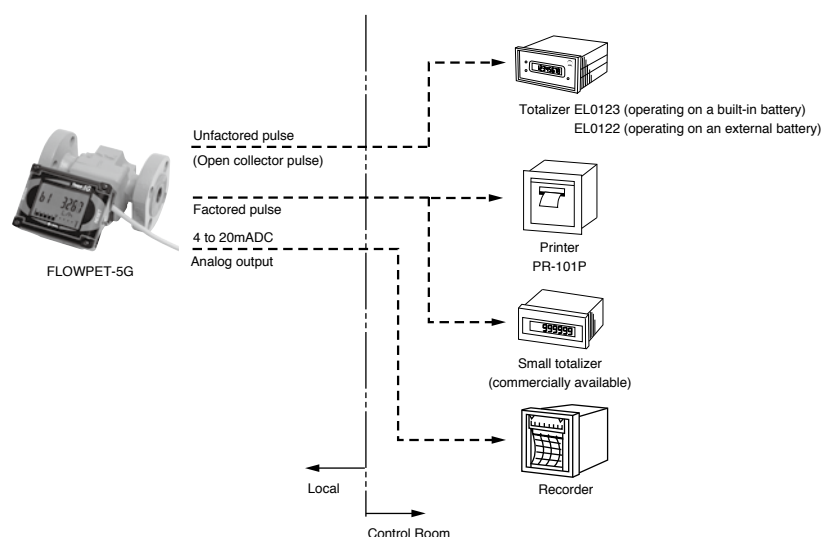 Totalizer EL0123 (operating on a built-in battery)
EL0122 (operating on an external battery)
Unfactored pulse
(Open collector pulse)
Factored pulse
4 to 20mADC
Analog output
FLOWPET-5G
Printer
PR-101P
999999
Small totalizer
(commercially available)
Recorder
Local
Control Room